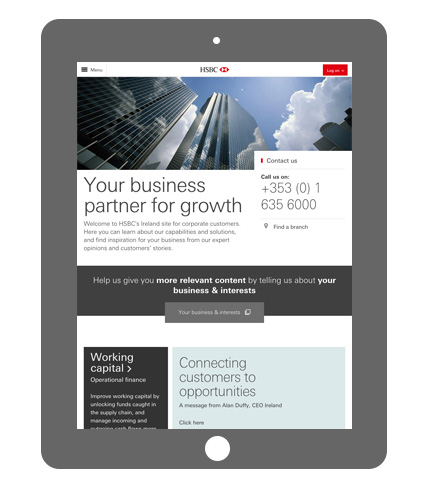 Menu
HSBC
Log on
Your business
partner for growth
Welcome to HSBC's Ireland site for corporate customers.
Here you can learn about our capabilities and solutions,
and find inspiration for your business from our expert
opinions and customers' stories.
Contact us
Call us on:
+353 (0) 1
635 6000
Find a branch
Help us give you more relevant content by telling us about your
business & interests
Your business & interests
Working
capital >
Operational finance
Improve working capital by
unlocking funds caught in
the supply chain, and
manage incoming and
Connecting
customers to
opportunities
A message from Alan Duffy, CEO Ireland
Click here